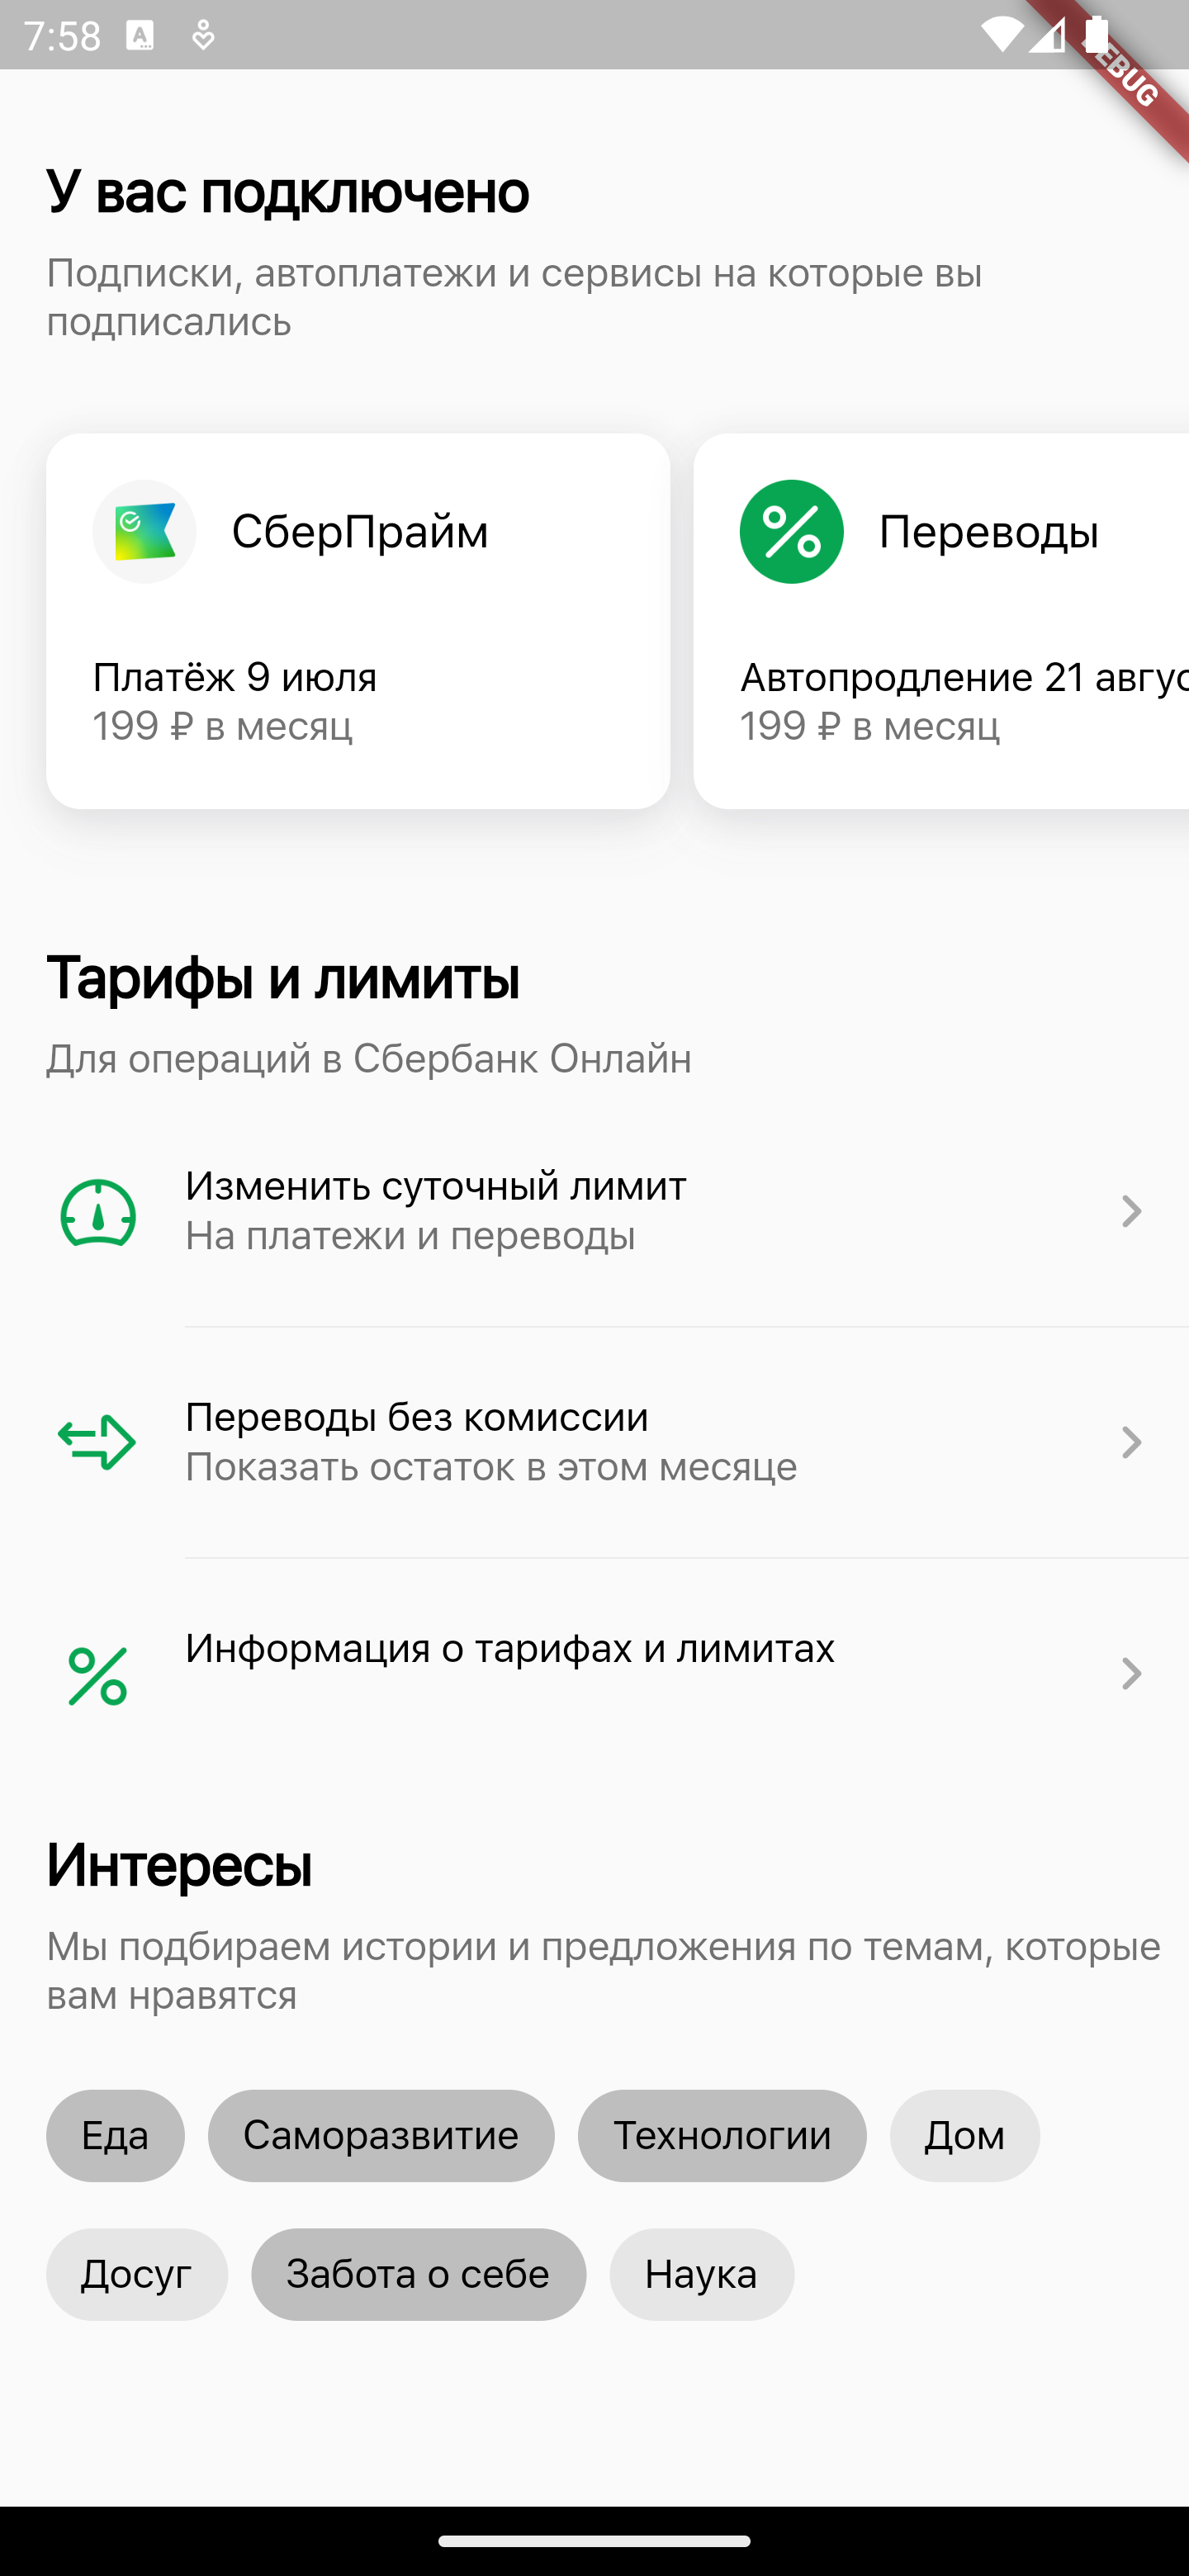 7:58
DEBUG
У вас подключено
Подписки, автоплатежи и сервисы на которые вы
подписались
СберПрайм
Платёж 9 июля
199 ₽ в месяц
Переводы
Автопродление 21 авгус
199 ₽ в месяц
Тарифы и лимиты
Для операций в Сбербанк Онлайн
Изменить суточный лимит
На платежи и переводы
Переводы без комиссии
Показать остаток в этом месяце
Информация о тарифах и лимитах
Интересы
Мы подбираем истории и предложения по темам, которые
вам нравятся
Еда Саморазвитие Технологии Дом
Досуг Забота о себе Наука